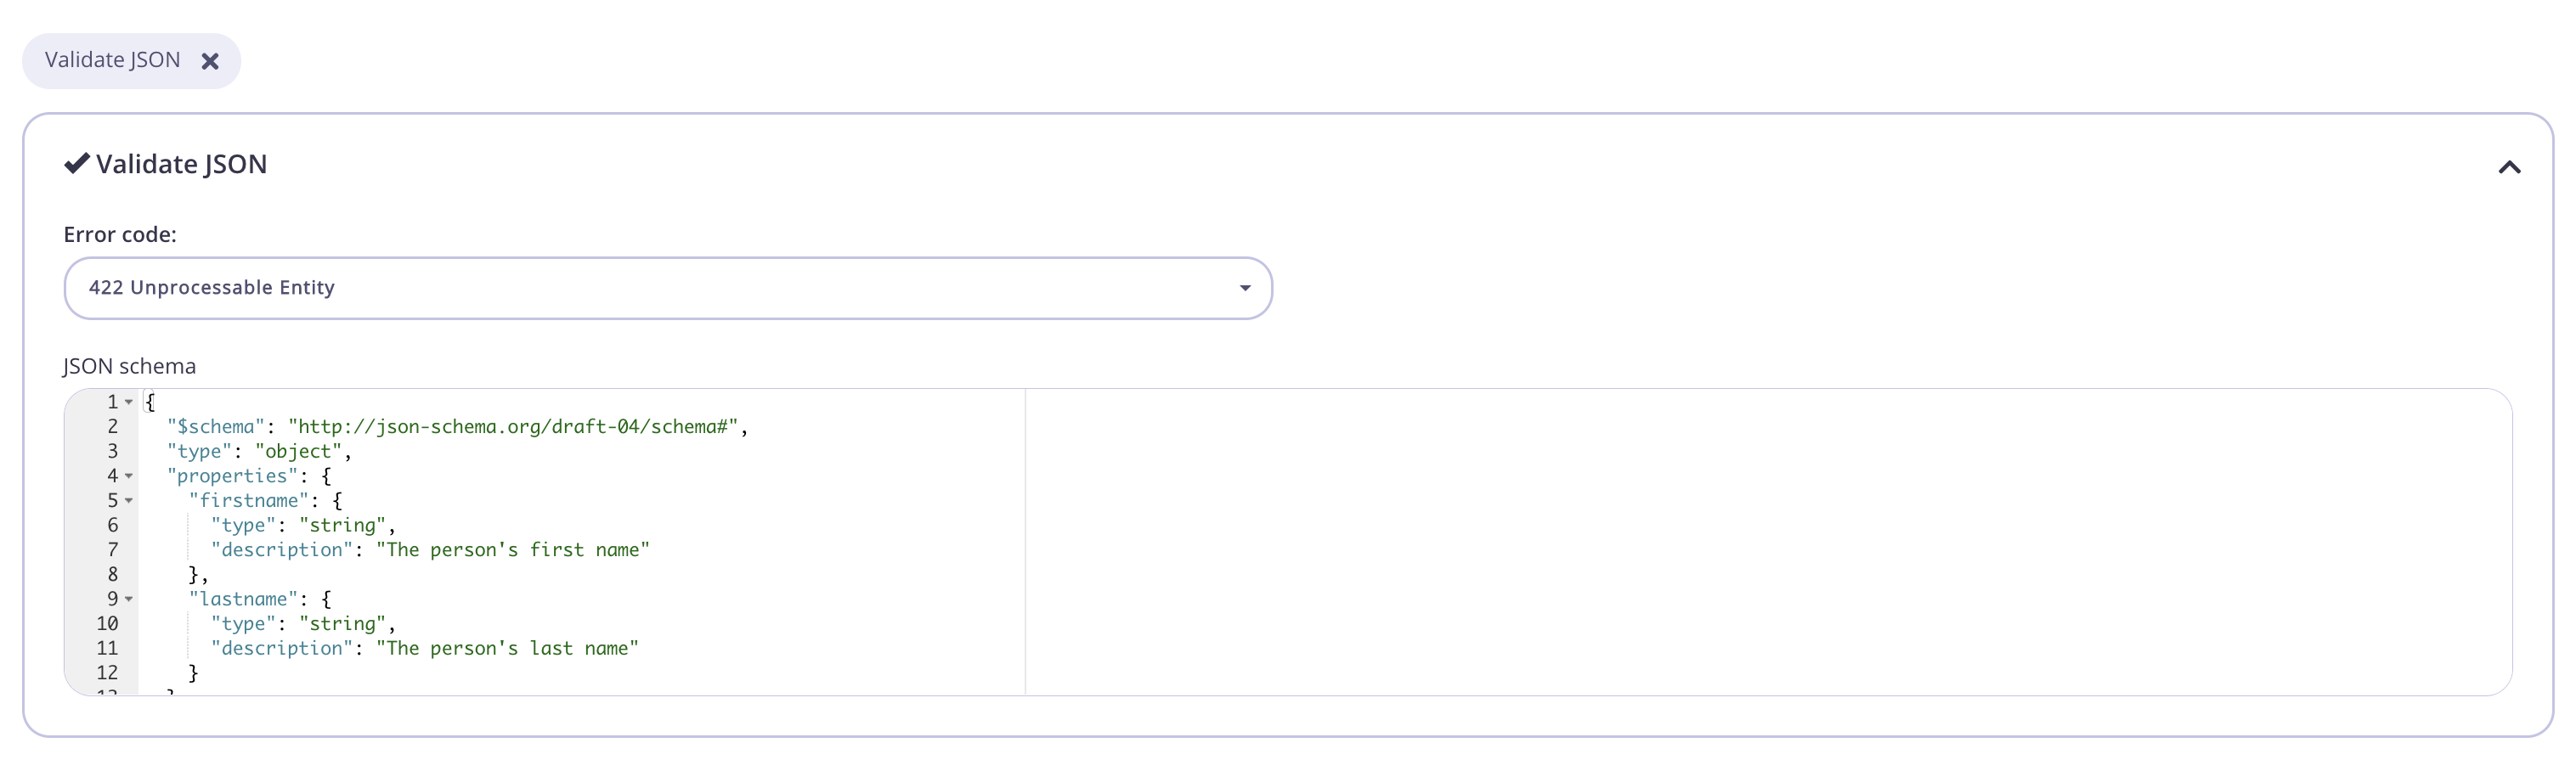 Validate JSON
Validate JSON
Error code:
422 Unprocessable Entity
JSON schema
1 {
2   "$schema": "http://json-schema.org/draft-04/schema#",
3   "type": "object",
4   "properties": {
5     "firstname": {
6       "type": "string",
7       "description": "The person's first name"
8     },
9     "lastname": {
10       "type": "string",
11       "description": "The person's last name"
12     }